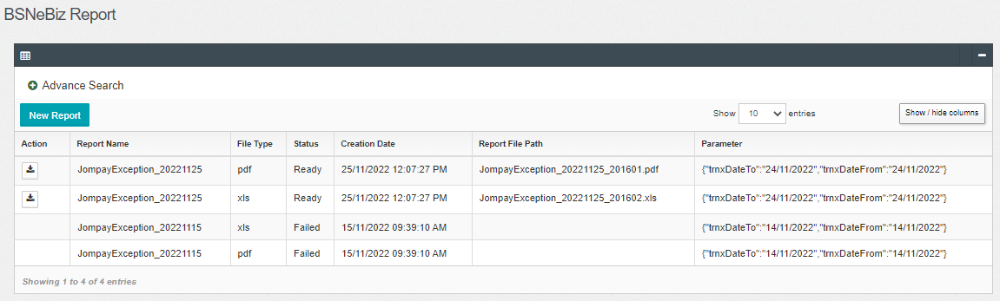 BSNeBiz Report
Advance Search
New Report
Show 10 entries
Show / hide columns
Action Report Name File Type Status Creation Date Report File Path Parameter
JompayException_20221125 pdf Ready 25/11/2022 12:07:27 PM JompayException_20221125_201601.pdf {"trnxDateTo":"24/11/2022","trnxDateFrom":"24/11/2022"}
JompayException_20221125 xls Ready 25/11/2022 12:07:27 PM JompayException_20221125_201602.xls {"trnxDateTo":"24/11/2022","trnxDateFrom":"24/11/2022"}
JompayException_20221115 xls Failed 15/11/2022 09:39:10 AM {"trnxDateTo":"14/11/2022","trnxDateFrom":"14/11/2022"}
JompayException_20221115 pdf Failed 15/11/2022 09:39:10 AM {"trnxDateTo":"14/11/2022","trnxDateFrom":"14/11/2022"}
Showing 1 to 4 of 4 entries